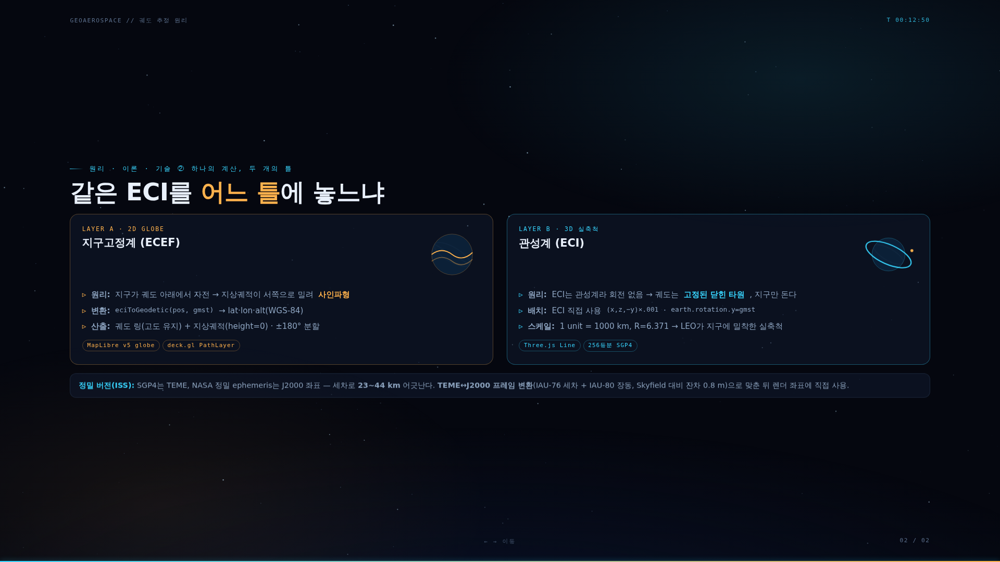 GEOAEROSPACE // 궤도 추정 원리
T 00:12:50
원리 · 이론 · 기술 ② 하나의 계산, 두 개의 틀
같은 ECI를 어느 틀에 놓느냐
LAYER A · 2D GLOBE
지구고정계 (ECEF)
▹ 원리: 지구가 궤도 아래에서 자전 → 지상궤적이 서쪽으로 밀려 사인파형
▹ 변환: eciToGeodetic(pos, gmst) → lat·lon·alt(WGS-84)
▹ 산출: 궤도 링(고도 유지) + 지상궤적(height=0) · ±180° 분할
MapLibre v5 globe
deck.gl PathLayer
LAYER B · 3D 실축척
관성계 (ECI)
▹ 원리: ECI는 관성계라 회전 없음 → 궤도는 고정된 닫힌 타원 , 지구만 돈다
▹ 배치: ECI 직접 사용 (x,z,−y)×.001 · earth.rotation.y=gmst
▹ 스케일: 1 unit = 1000 km, R=6.371 → LEO가 지구에 밀착한 실축척
Three.js Line
256등분 SGP4
정밀 버전(ISS): SGP4는 TEME, NASA 정밀 ephemeris는 J2000 좌표 — 세차로 23~44 km 어긋난다. TEME↔J2000 프레임 변환(IAU-76 세차 + IAU-80 장동, Skyfield 대비 잔차 0.8 m)으로 맞춘 뒤 렌더 좌표에 직접 사용.
← → 이동
02 / 02